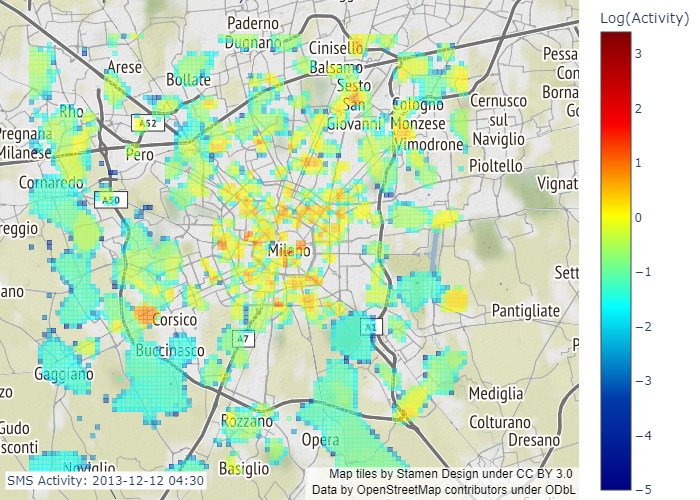 Log(Activity)
3
2
1
0
−1
−2
−3
−4
−5
Paderno
Dugnano
Cinisello
Balsamo
Arese
Bollate
Sesto
San
Giovanni
Cologno
Monzese
Vimodrone
Cernusco
sul
Naviglio
Pessa
Con
Borna
Go
Rho
A52
Pregnana
Milanese
Pero
Pioltello
Cornaredo
A50
Vignat
reggio
Milano
Sett
ano
Pantigliate
Corsico
A1
A7
Buccinasco
P
Gaggiano
zo
Mediglia
Rozzano
Colturano
Gudo
sconti
Opera
Dresano
Noviglio
Basiglio
SMS Activity: 2013-12-12 04:30
Map tiles by Stamen Design under CC BY 3.0
Data by OpenStreetMap contributors under ODbL